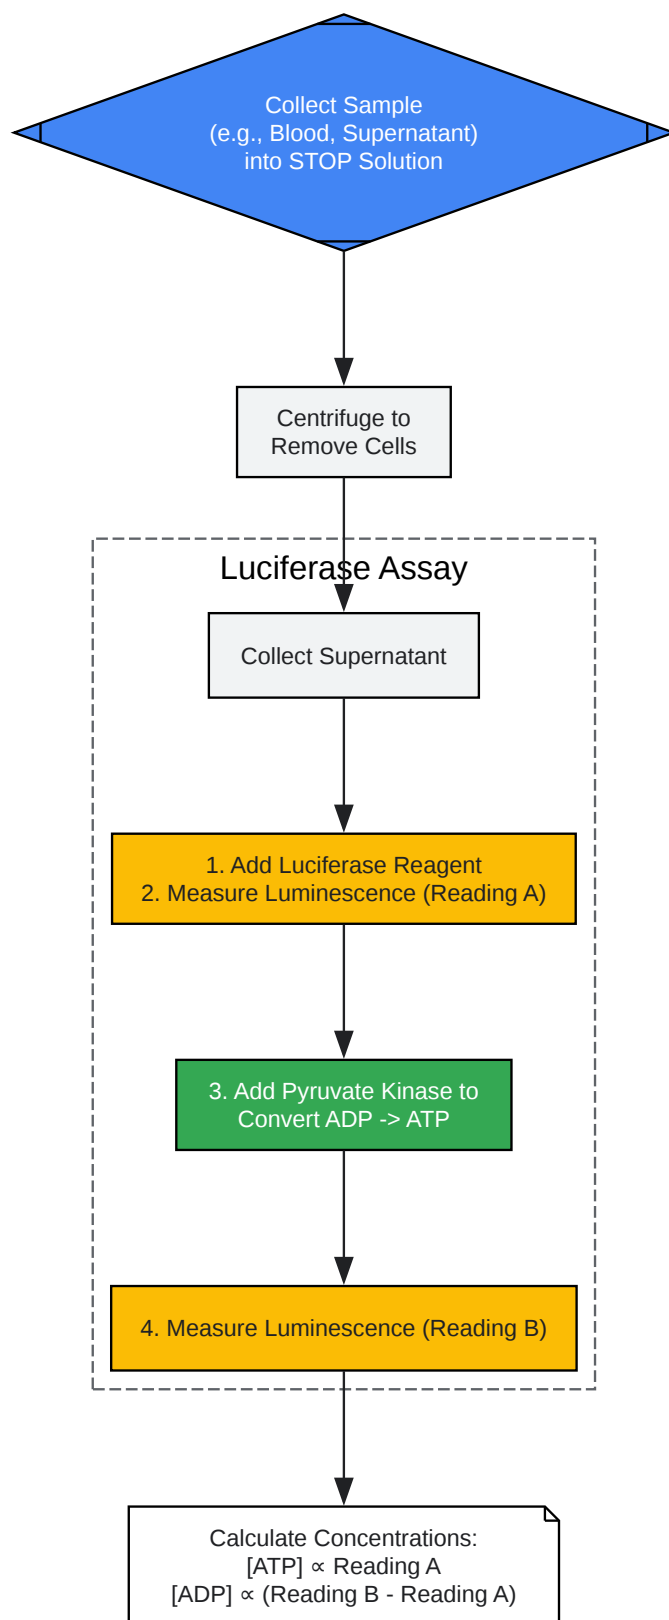 Collect Sample
(e.g., Blood, Supernatant)
into STOP Solution
Centrifuge to
Remove Cells
Luciferase Assay
Collect Supernatant
1. Add Luciferase Reagent
2. Measure Luminescence (Reading A)
3. Add Pyruvate Kinase to
Convert ADP -> ATP
4. Measure Luminescence (Reading B)
Calculate Concentrations:
[ATP] ∝ Reading A
[ADP] ∝ (Reading B - Reading A)